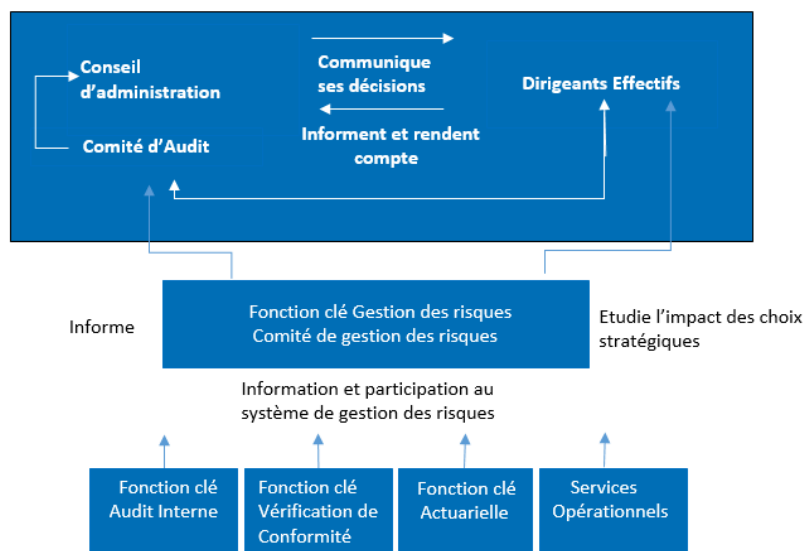 Conseil
d'administration
Communique
ses décisions
Dirigeants Effectifs
Comité d'Audit
Informent et rendent
compte
Informe
Fonction clé Gestion des risques
Comité de gestion des risques
Etudie l'impact des choix
stratégiques
Information et participation au
système de gestion des risques
Fonction clé
Audit Interne
Fonction clé
Vérification de
Conformité
Fonction clé
Actuarielle
Services
Opérationnels